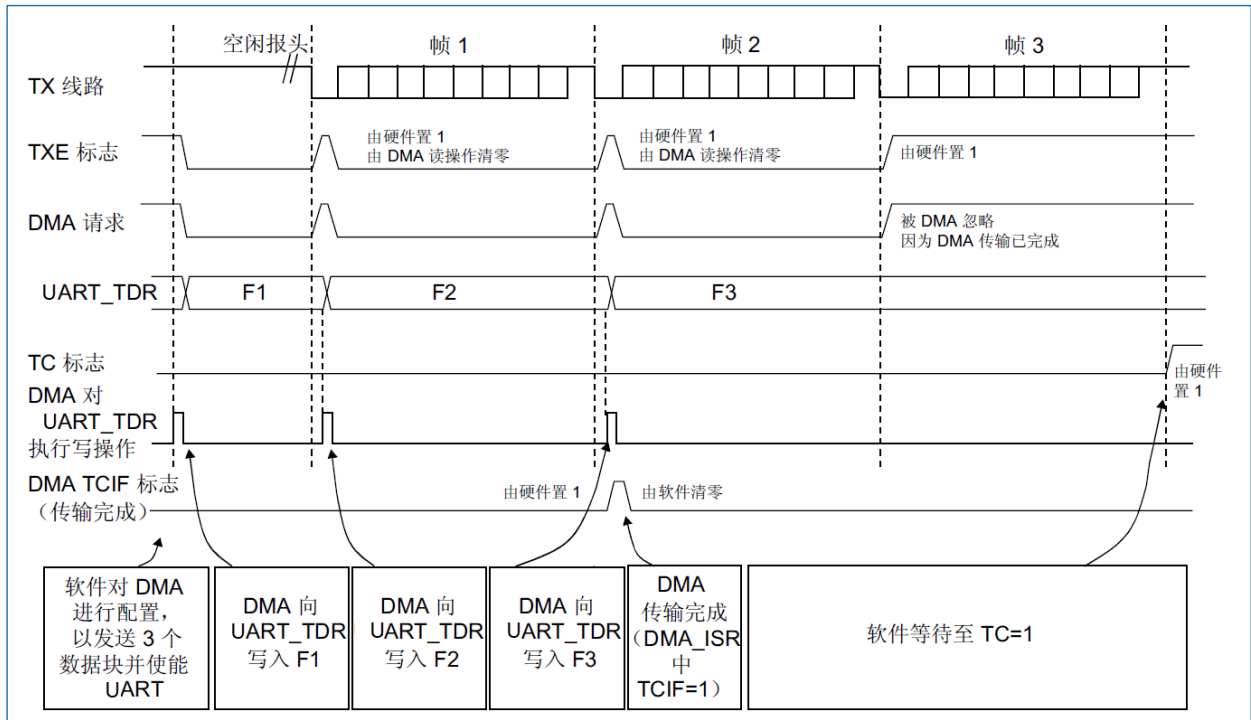 空闲报头
帧 1
帧 2
帧 3
TX 线路
TXE 标志
由硬件置 1
由 DMA 读操作清零
由硬件置 1
由 DMA 读操作清零
由硬件置 1
DMA 请求
被 DMA 忽略
因为 DMA 传输已完成
UART_TDR
F1
F2
F3
TC 标志
由硬件
置 1
DMA 对
UART_TDR
执行写操作
DMA TCIF 标志
（传输完成）
由硬件置 1
由软件清零
软件对 DMA
进行配置，
以发送 3 个
数据块并使能
UART
DMA 向
UART_TDR
写入 F1
DMA 向
UART_TDR
写入 F2
DMA 向
UART_TDR
写入 F3
DMA
传输完成
（DMA_ISR
中
TCIF=1）
软件等待至 TC=1